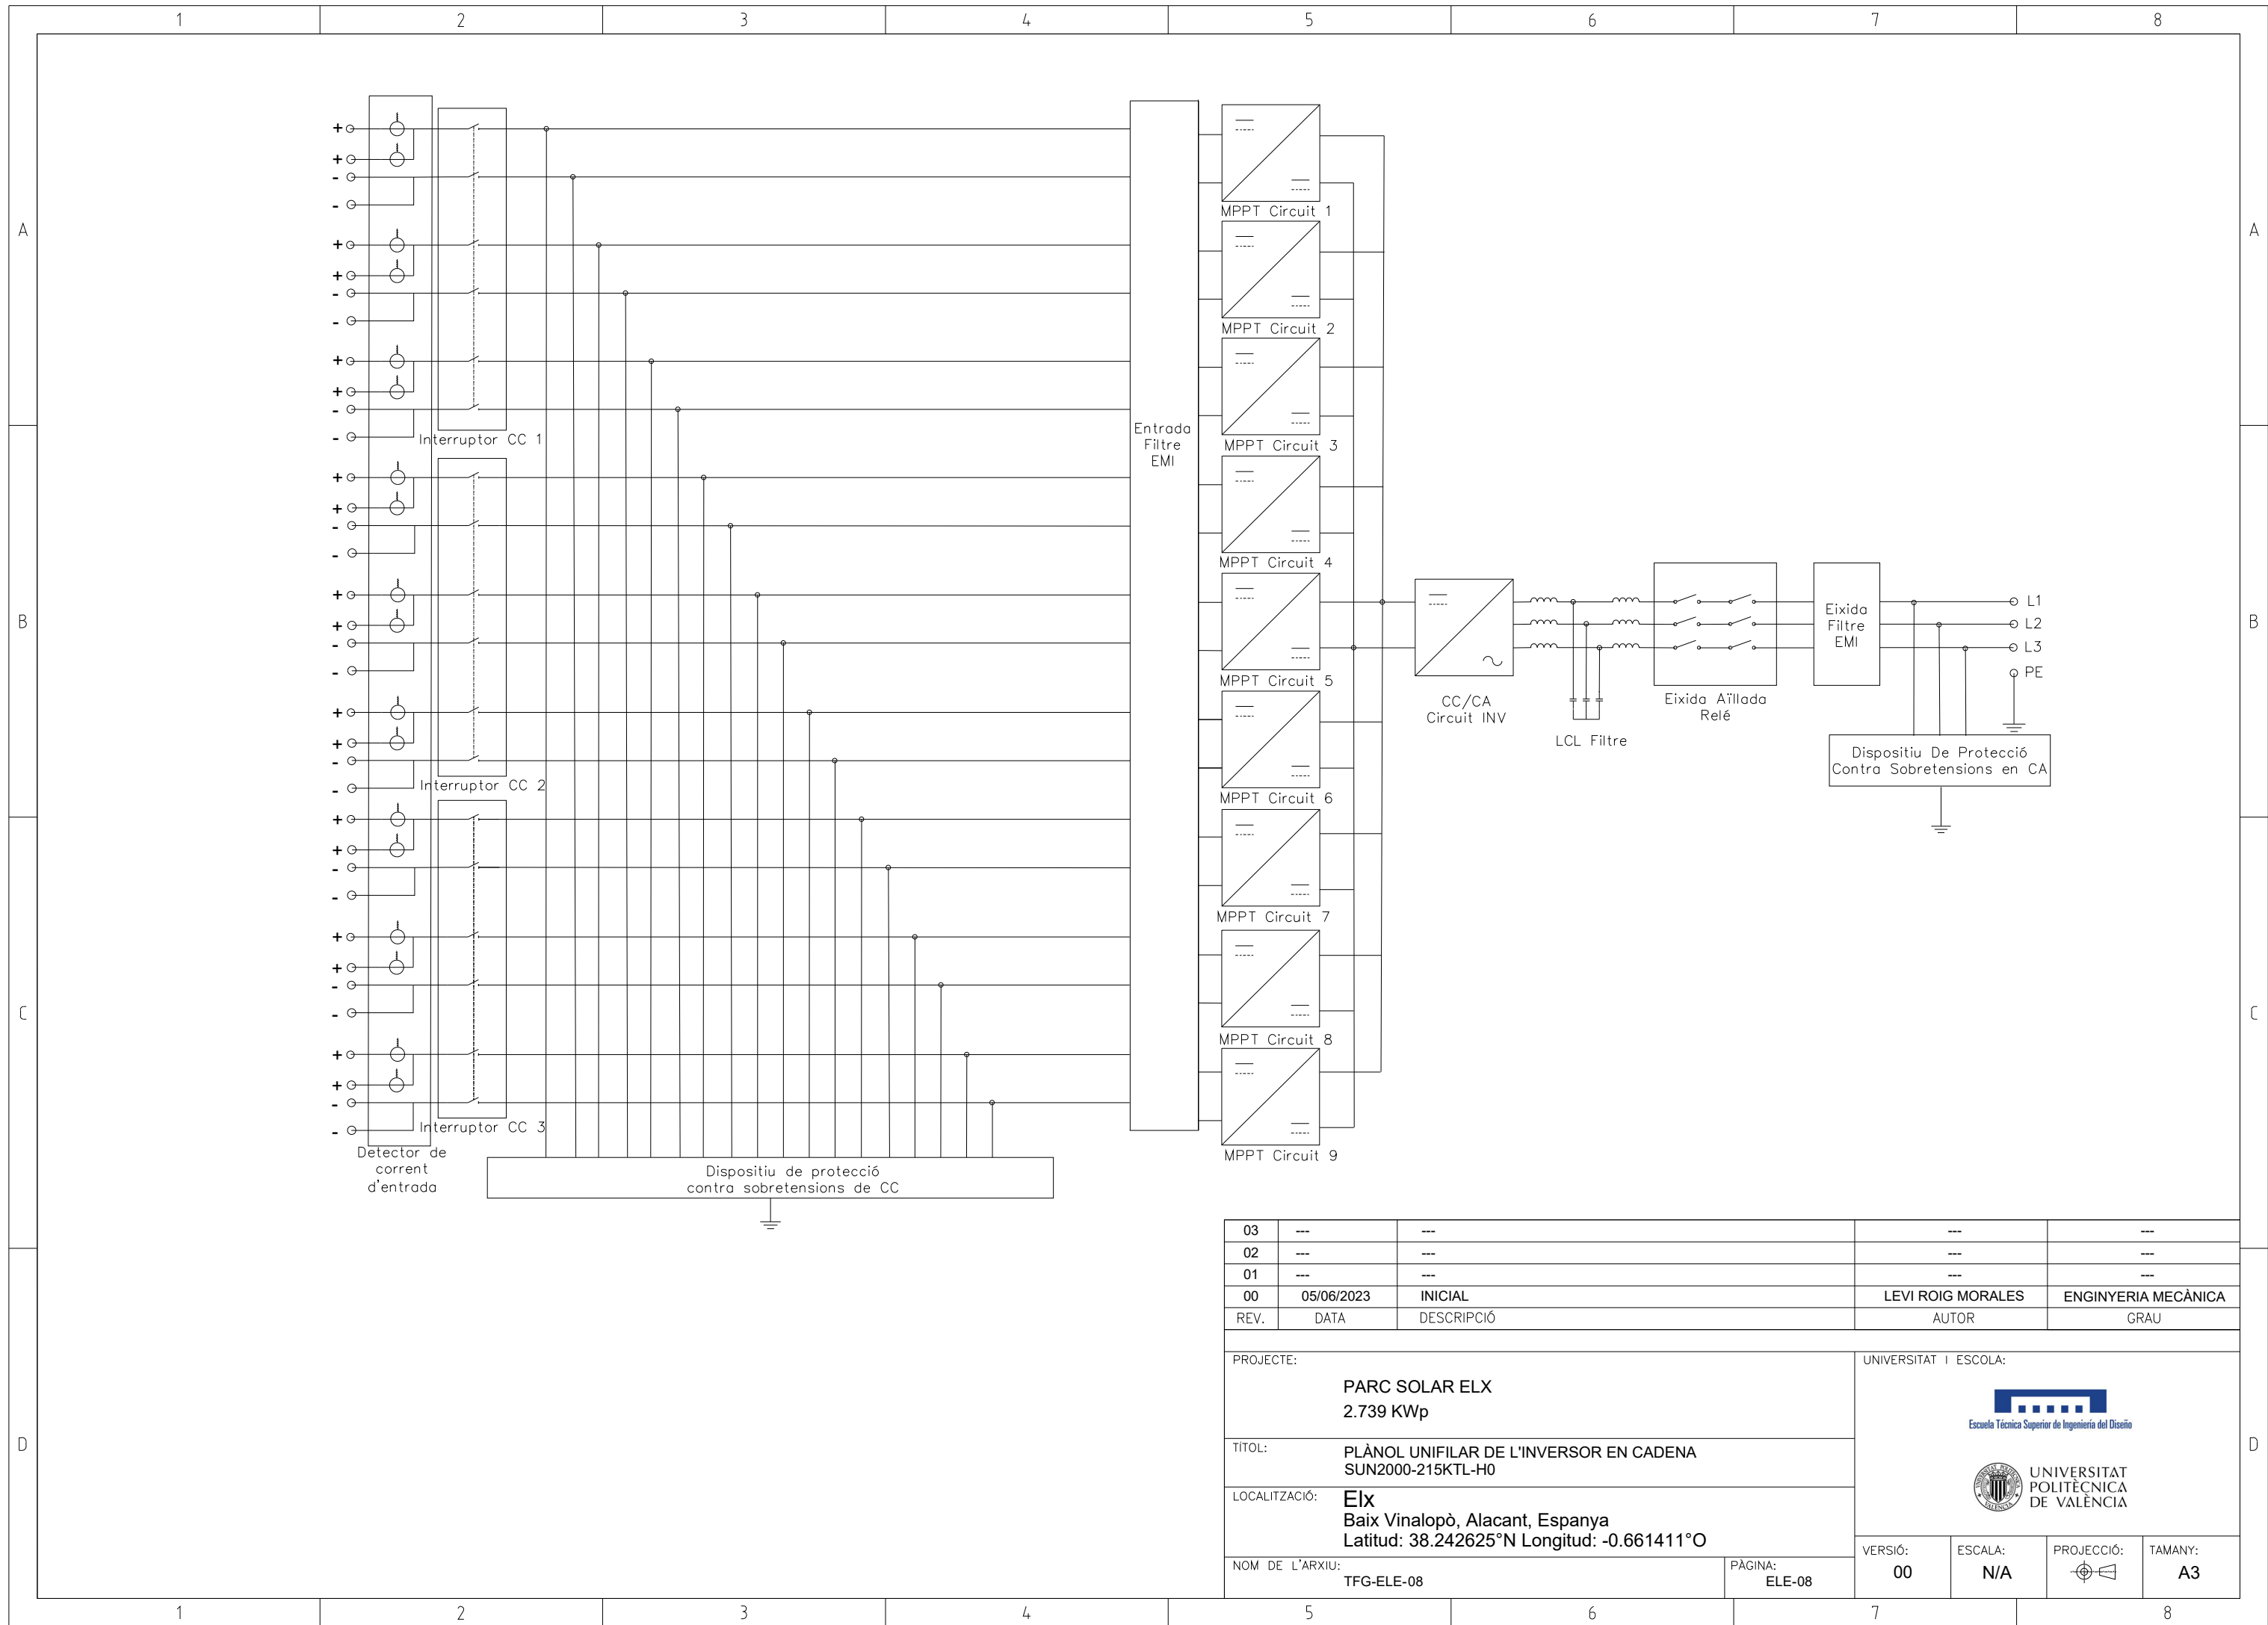 1 2 3 4 5 6 7 8
A A
+
+
-
-
+
+
-
-
+
+
-
-
Interruptor CC 1
+
+
-
-
+
+
-
-
+
+
-
-
Interruptor CC 2
+
+
-
-
+
+
-
-
+
+
-
-
Interruptor CC 3
Detector de
corrent
d'entrada
Dispositiu de protecció
contra sobretensions de CC
Entrada
Filtre
EMI
MPPT Circuit 1
MPPT Circuit 2
MPPT Circuit 3
MPPT Circuit 4
MPPT Circuit 5
MPPT Circuit 6
MPPT Circuit 7
MPPT Circuit 8
MPPT Circuit 9
B B
CC/CA
Circuit INV
LCL Filtre
Eixida Aïllada
Relé
Eixida
Filtre
EMI
L1
L2
L3
PE
Dispositiu De Protecció
Contra Sobretensions en CA
C C
03 --- --- --- ---
02 --- --- --- ---
01 --- --- --- ---
00 05/06/2023 INICIAL LEVI ROIG MORALES ENGINYERIA MECÀNICA
REV. DATA DESCRIPCIÓ AUTOR GRAU
PROJECTE:
PARC SOLAR ELX
2.739 KWp
UNIVERSITAT I ESCOLA:
Escuela Técnica Superior de Ingeniería del Diseño
UNIVERSITAT
POLITÈCNICA
DE VALÈNCIA
D D
TÍTOL:
PLÀNOL UNIFILAR DE L'INVERSOR EN CADENA
SUN2000-215KTL-H0
LOCALITZACIÓ:
Elx
Baix Vinalopò, Alacant, Espanya
Latitud: 38.242625°N Longitud: -0.661411°O
NOM DE L'ARXIU:
TFG-ELE-08
PÀGINA:
ELE-08
VERSIÓ:
00
ESCALA:
N/A
PROJECCIÓ:
TAMANY:
A3
1 2 3 4 5 6 7 8